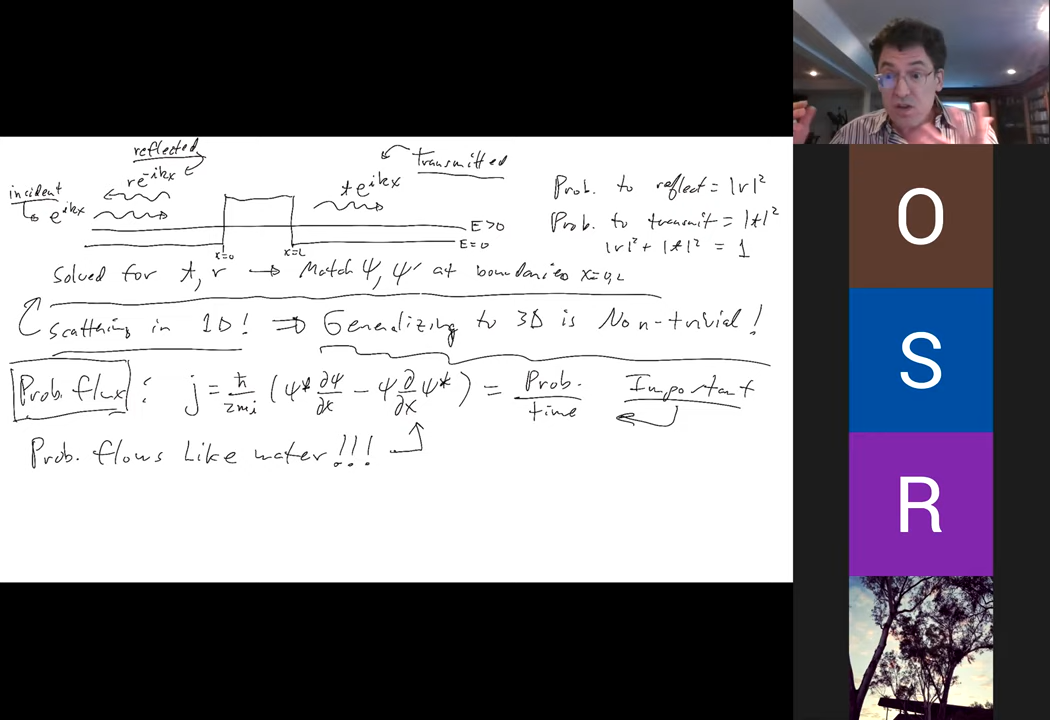 reflected
transmitted
re^{-ikx}
te^{ikx}
incident
e^{ikx}
Prob. to reflect = |r|²
Prob. to transmit = |t|²
|r|² + |t|² = 1
E>0
E=0
x=0
x=L
Solved for t, r → Match Ψ, Ψ' at boundaries x=0,L
Scattering in 1D! ⇒ Generalizing to 3D is Non-trivial!
Prob. flux : j = ħ/2mi (Ψ* ∂Ψ/∂x − Ψ ∂/∂x Ψ*) = Prob./time Important
Prob. flows Like water!!!
O
S
R